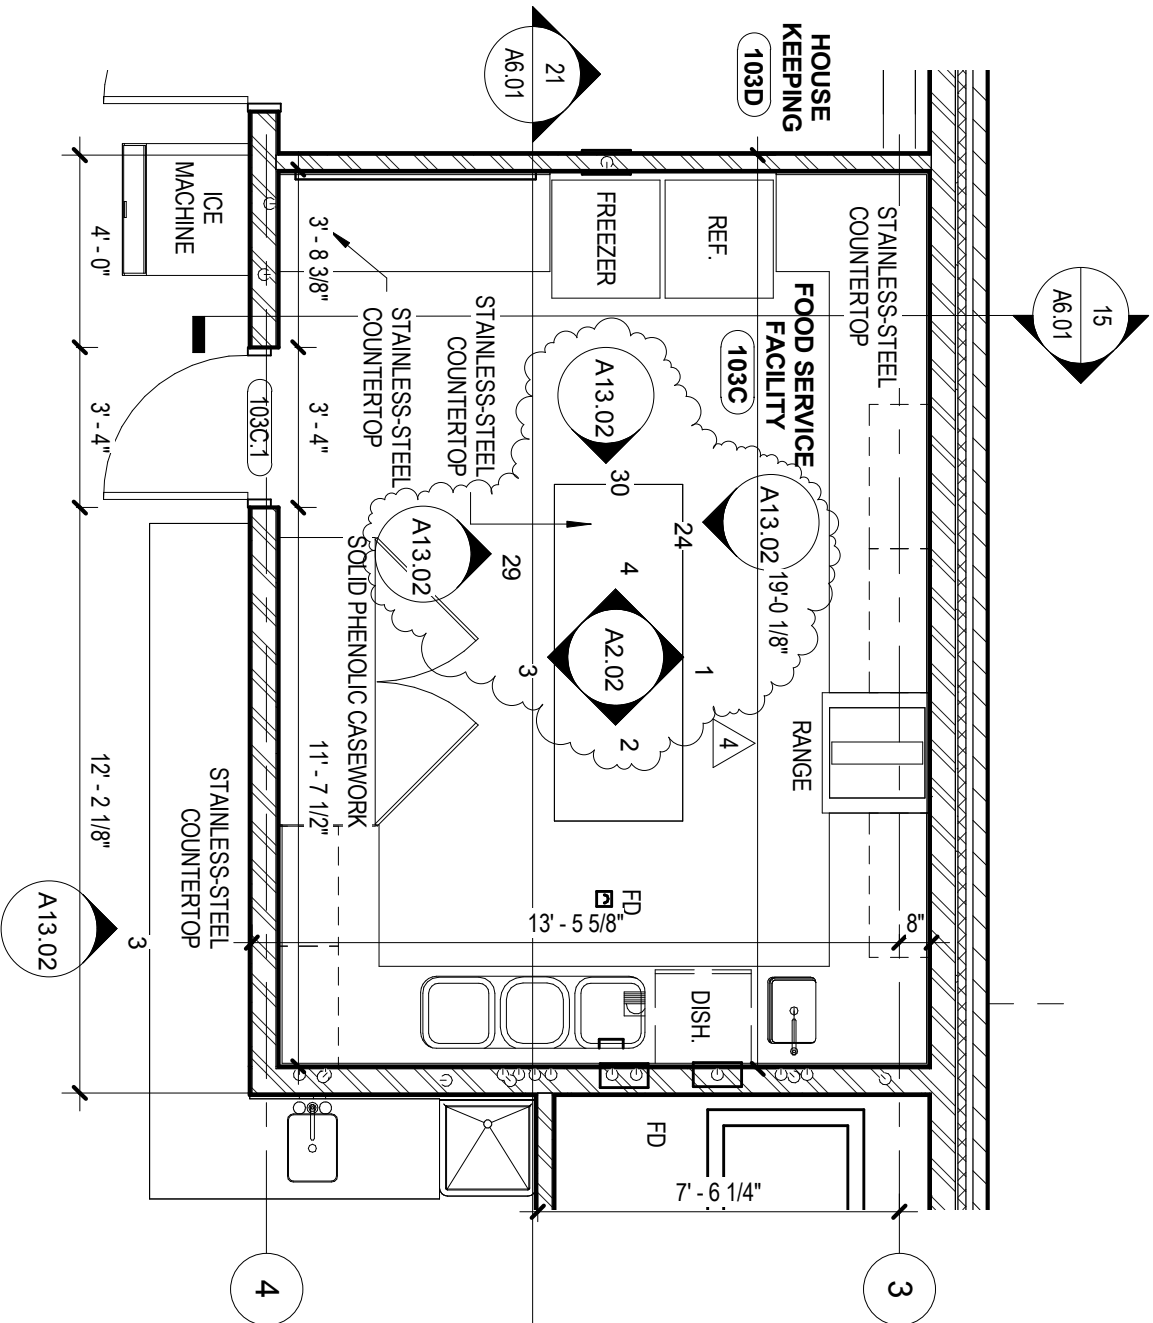 HOUSE
KEEPING
103D
21
A6.01
15
A6.01
ICE
MACHINE
FREEZER
REF.
STAINLESS-STEEL
COUNTERTOP
FOOD SERVICE
FACILITY
103C
STAINLESS-STEEL
COUNTERTOP
STAINLESS-STEEL
COUNTERTOP
4' - 0"
3' - 8 3/8"
3' - 4"
3' - 4"
103C.1
A13.02
30
A13.02
24
A13.02
29
19'-0 1/8"
4
A2.02
1
3
2
4
SOLID PHENOLIC CASEWORK
RANGE
11' - 7 1/2"
12' - 2 1/8"
STAINLESS-STEEL
COUNTERTOP
FD
13' - 5 5/8"
8"
A13.02
3
DISH.
FD
7' - 6 1/4"
4
3